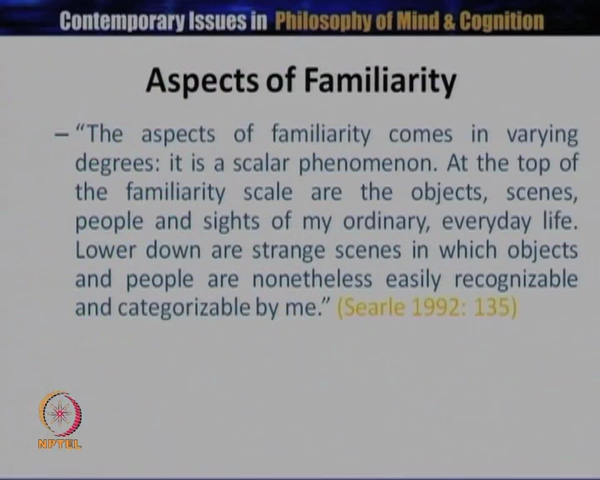 Contemporary Issues in Philosophy of Mind & Cognition
Aspects of Familiarity
– “The aspects of familiarity comes in varying
degrees: it is a scalar phenomenon. At the top of
the familiarity scale are the objects, scenes,
people and sights of my ordinary, everyday life.
Lower down are strange scenes in which objects
and people are nonetheless easily recognizable
and categorizable by me.” (Searle 1992: 135)
NPTEL